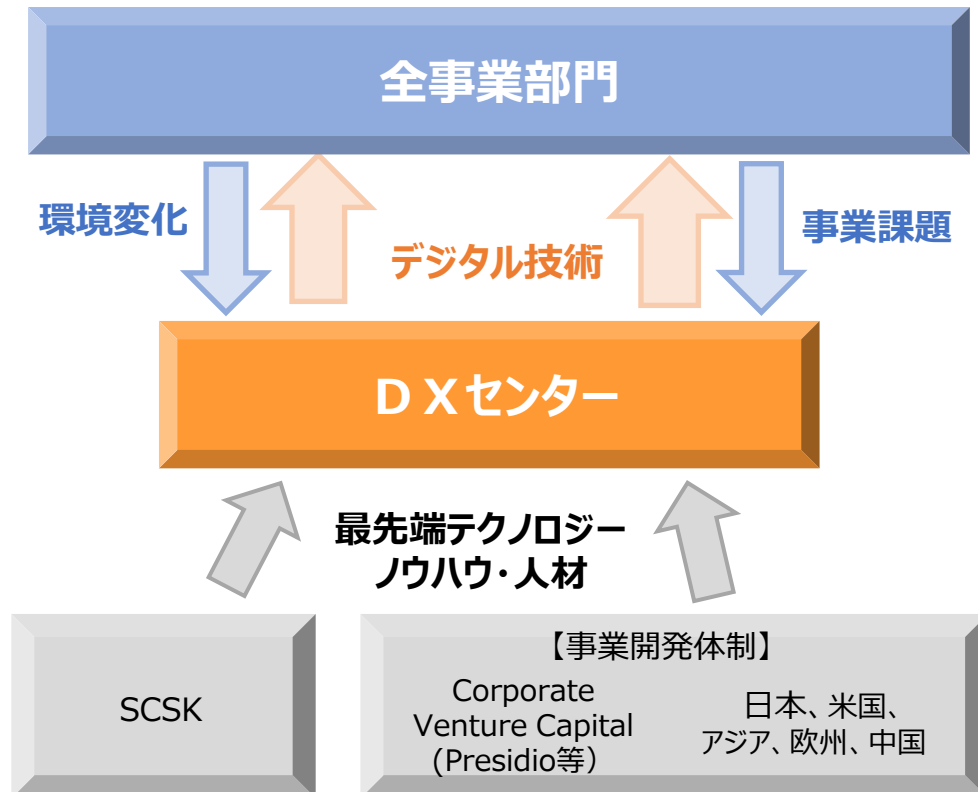 全事業部門
環境変化
デジタル技術
事業課題
ＤＸセンター
最先端テクノロジー
ノウハウ・人材
SCSK
【事業開発体制】
Corporate
Venture Capital
(Presidio等）
日本、米国、
アジア、欧州、中国